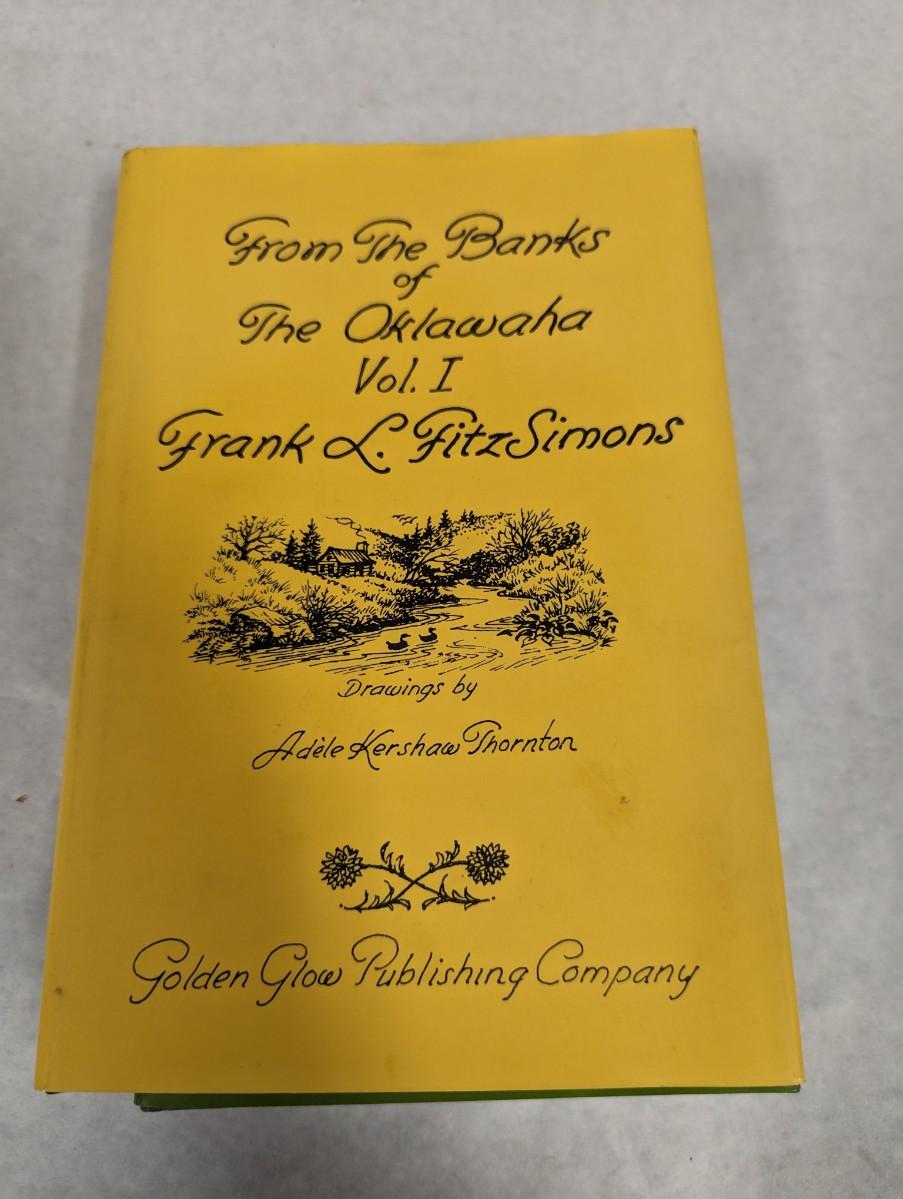 From The Banks
of
The Oklawaha
Vol. I
Frank L. FitzSimons
Drawings by
Adèle Kershaw Thornton
Golden Glow Publishing Company